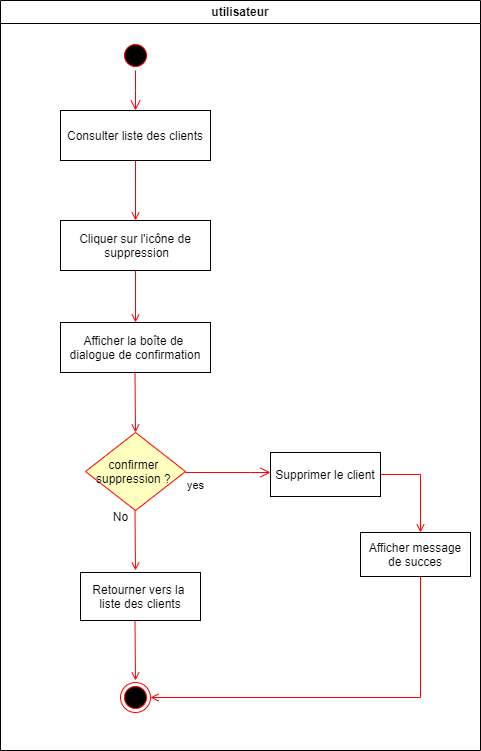 utilisateur
Consulter liste des clients
Cliquer sur l'icône de
suppression
Afficher la boîte de
dialogue de confirmation
confirmer
suppression ?
yes
Supprimer le client
No
Afficher message
de succes
Retourner vers la
liste des clients